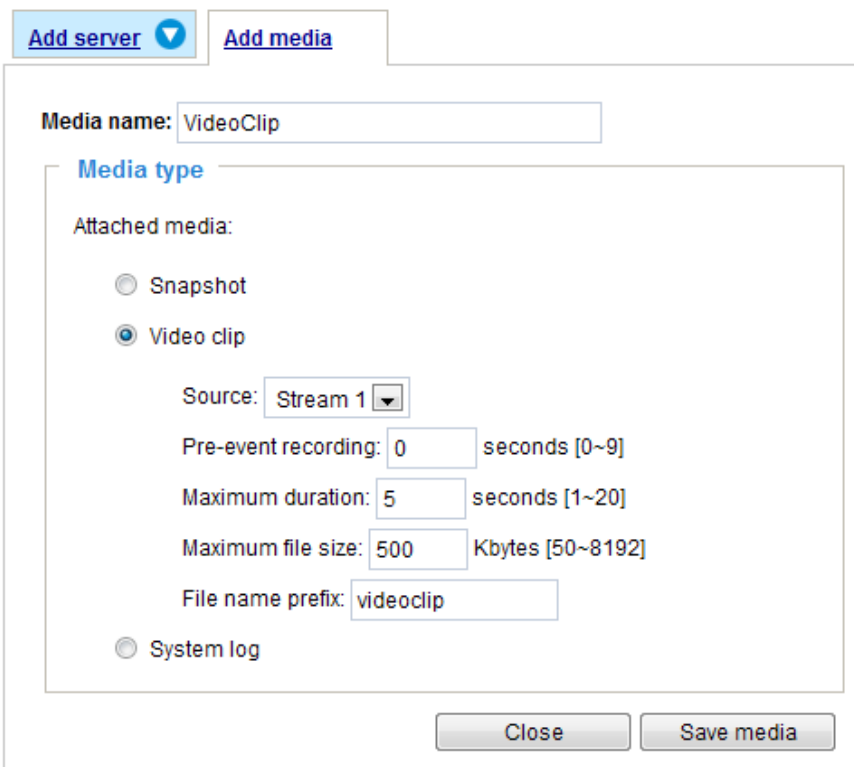 Add server Add media
Media name: VideoClip
Media type
Attached media:
Snapshot
Video clip
Source: Stream 1
Pre-event recording: 0 seconds [0~9]
Maximum duration: 5 seconds [1~20]
Maximum file size: 500 Kbytes [50~8192]
File name prefix: videoclip
System log
Close Save media